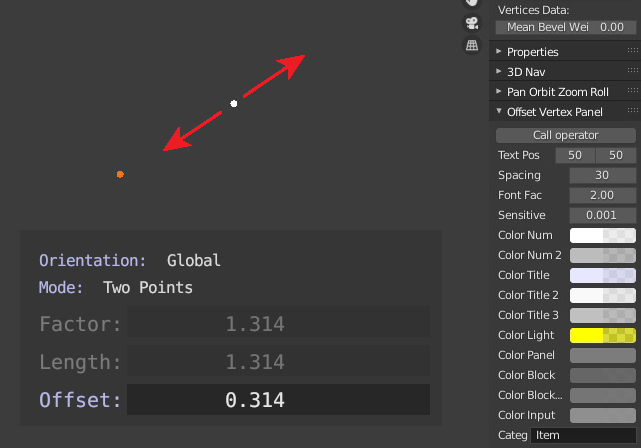 Vertices Data:
Mean Bevel Wei 0.00
Properties
3D Nav
Pan Orbit Zoom Roll
Offset Vertex Panel
Call operator
Text Pos 50 50
Spacing 30
Font Fac 2.00
Sensitive 0.001
Color Num
Color Num 2
Color Title
Color Title 2
Color Title 3
Color Light
Color Panel
Color Block
Color Block...
Color Input
Categ Item
Orientation: Global
Mode: Two Points
Factor: 1.314
Length: 1.314
Offset: 0.314